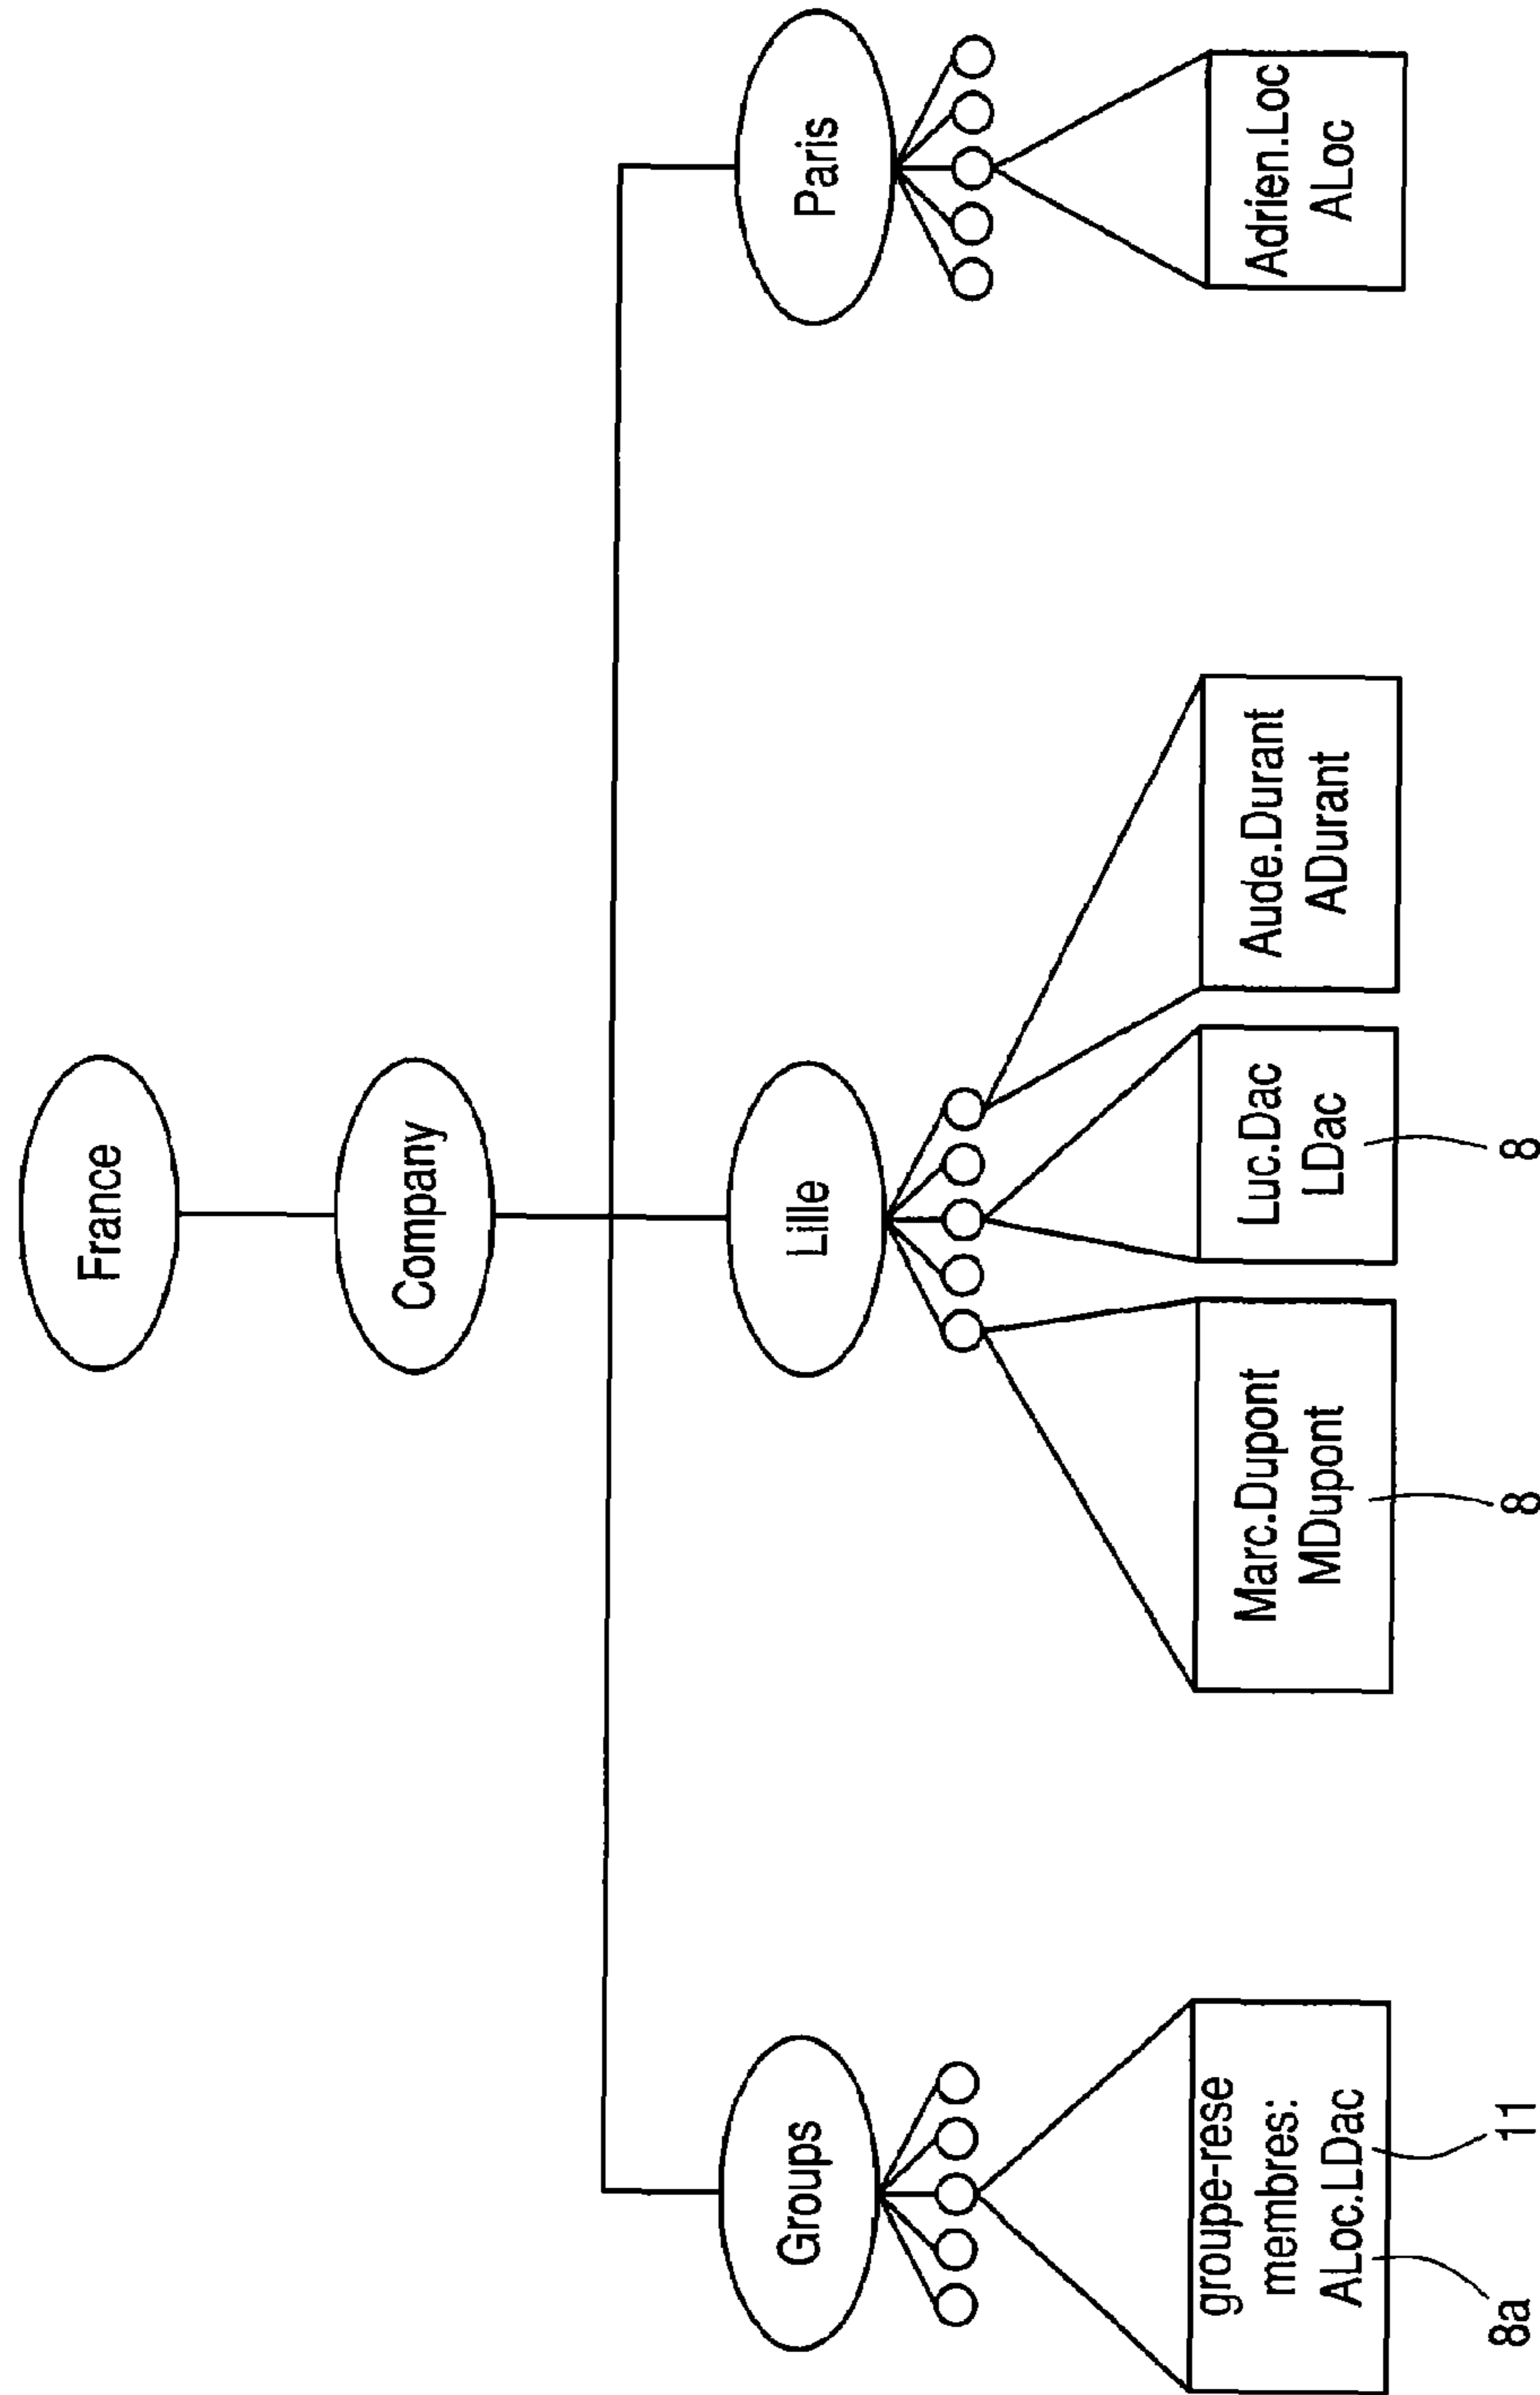 France
Company
Groups
Lille
Paris
groupe-rese
membres:
ALoc.LDac
Marc.Dupont
MDupont
Luc.Dac
LDac
Aude.Durant
ADurant
Adrien.Loc
ALoc
8a
11
8
8